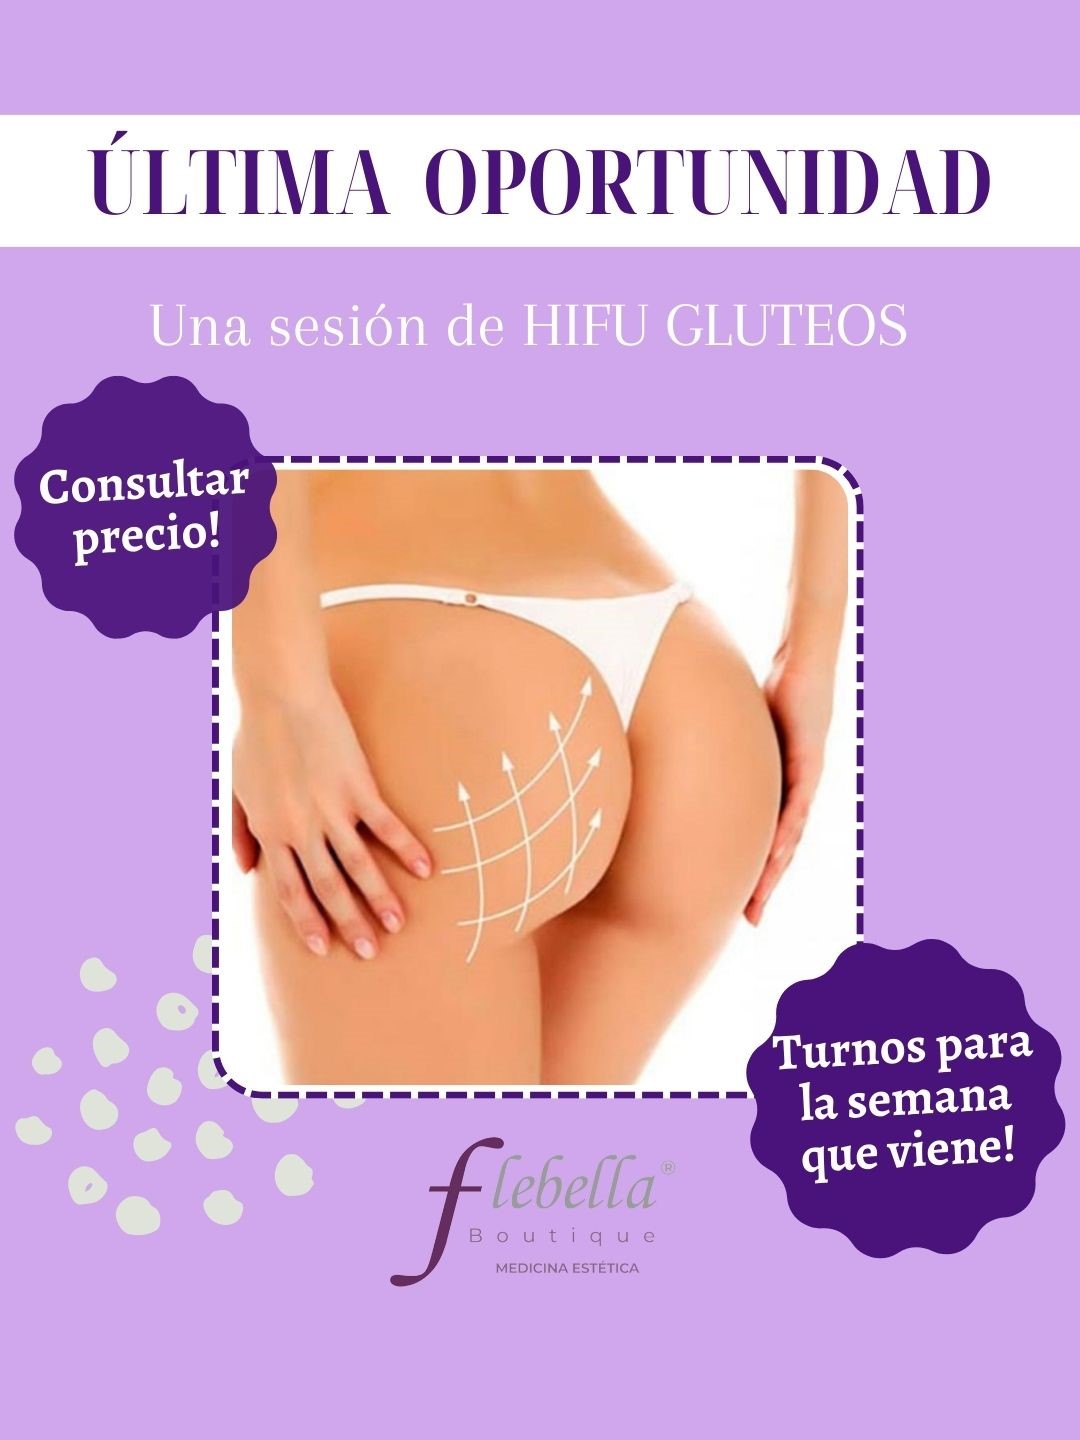 ÚLTIMA OPORTUNIDAD
Una sesión de HIFU GLUTEOS
Consultar
precio!
Turnos para
la semana
que viene!
flebella®
Boutique
MEDICINA ESTÉTICA